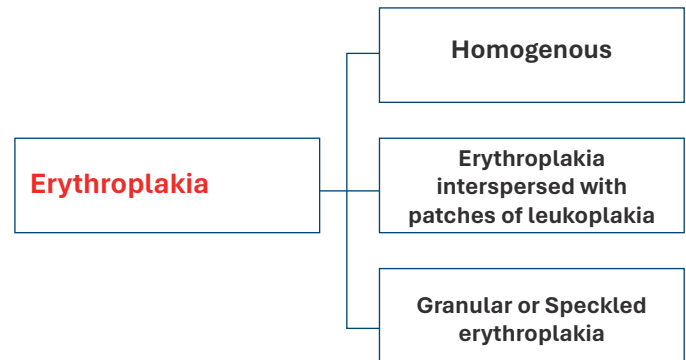 Homogenous
Erythroplakia
Erythroplakia
interspersed with
patches of leukoplakia
Granular or Speckled
erythroplakia